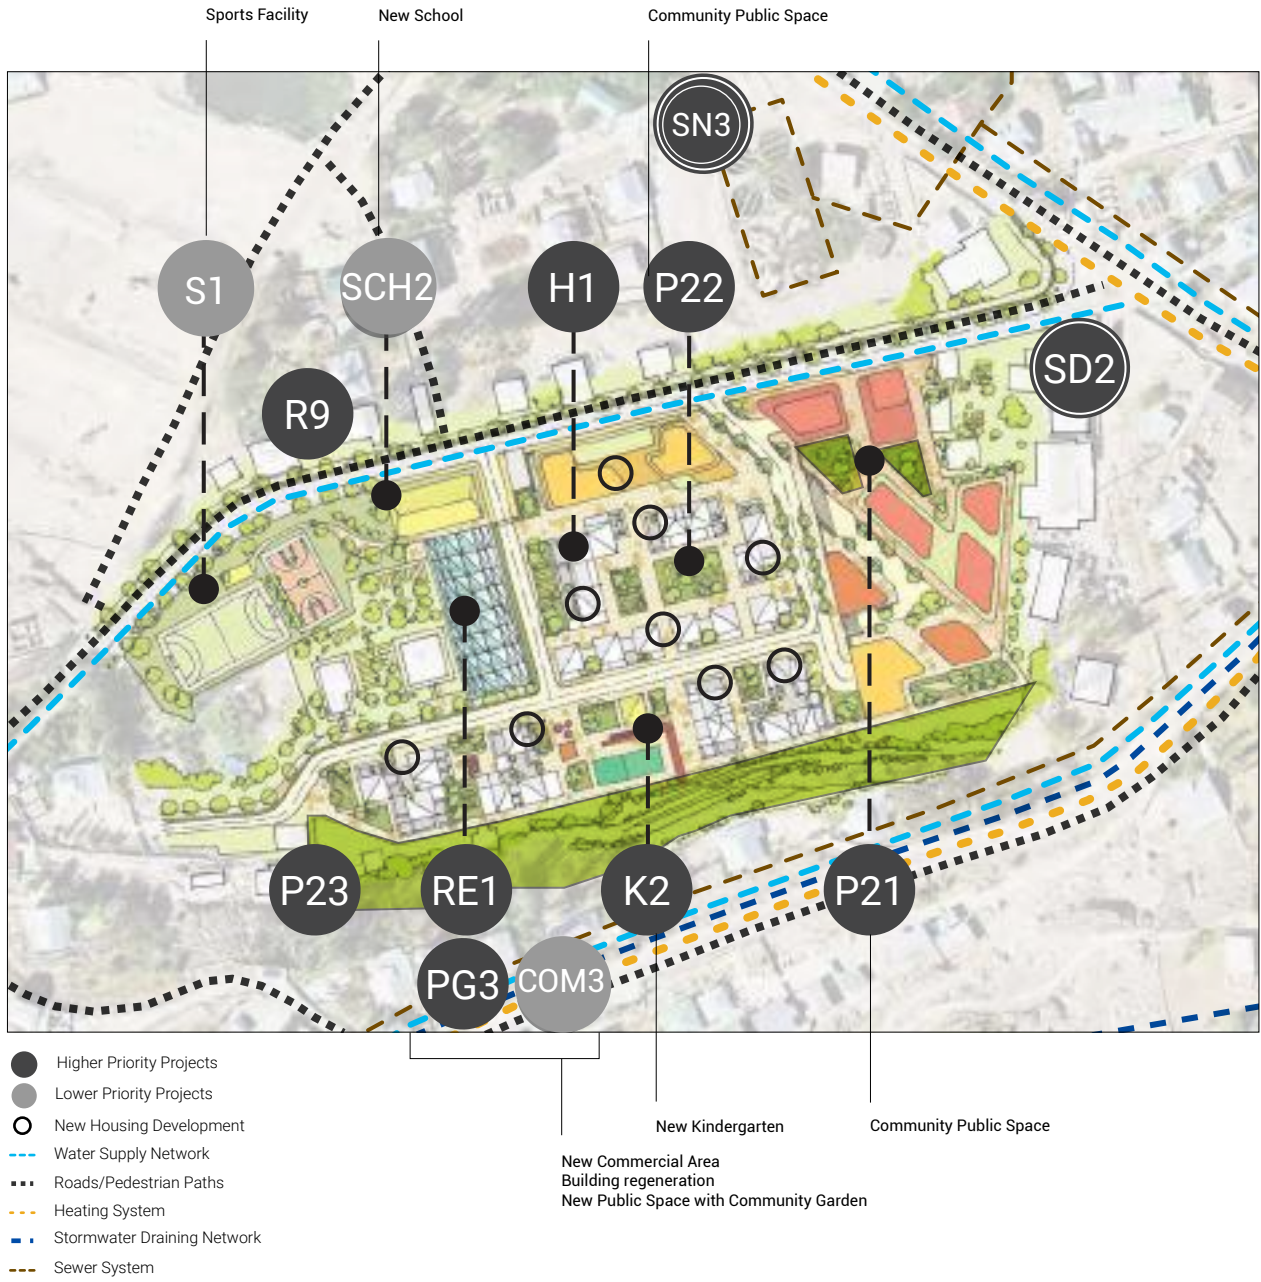 Sports Facility
New School
Community Public Space
SN3
S1
SCH2
H1
P22
SD2
R9
P23
RE1
K2
P21
PG3
COM3
Higher Priority Projects
Lower Priority Projects
New Housing Development
Water Supply Network
Roads/Pedestrian Paths
Heating System
Stormwater Draining Network
Sewer System
New Kindergarten
Community Public Space
New Commercial Area
Building regeneration
New Public Space with Community Garden